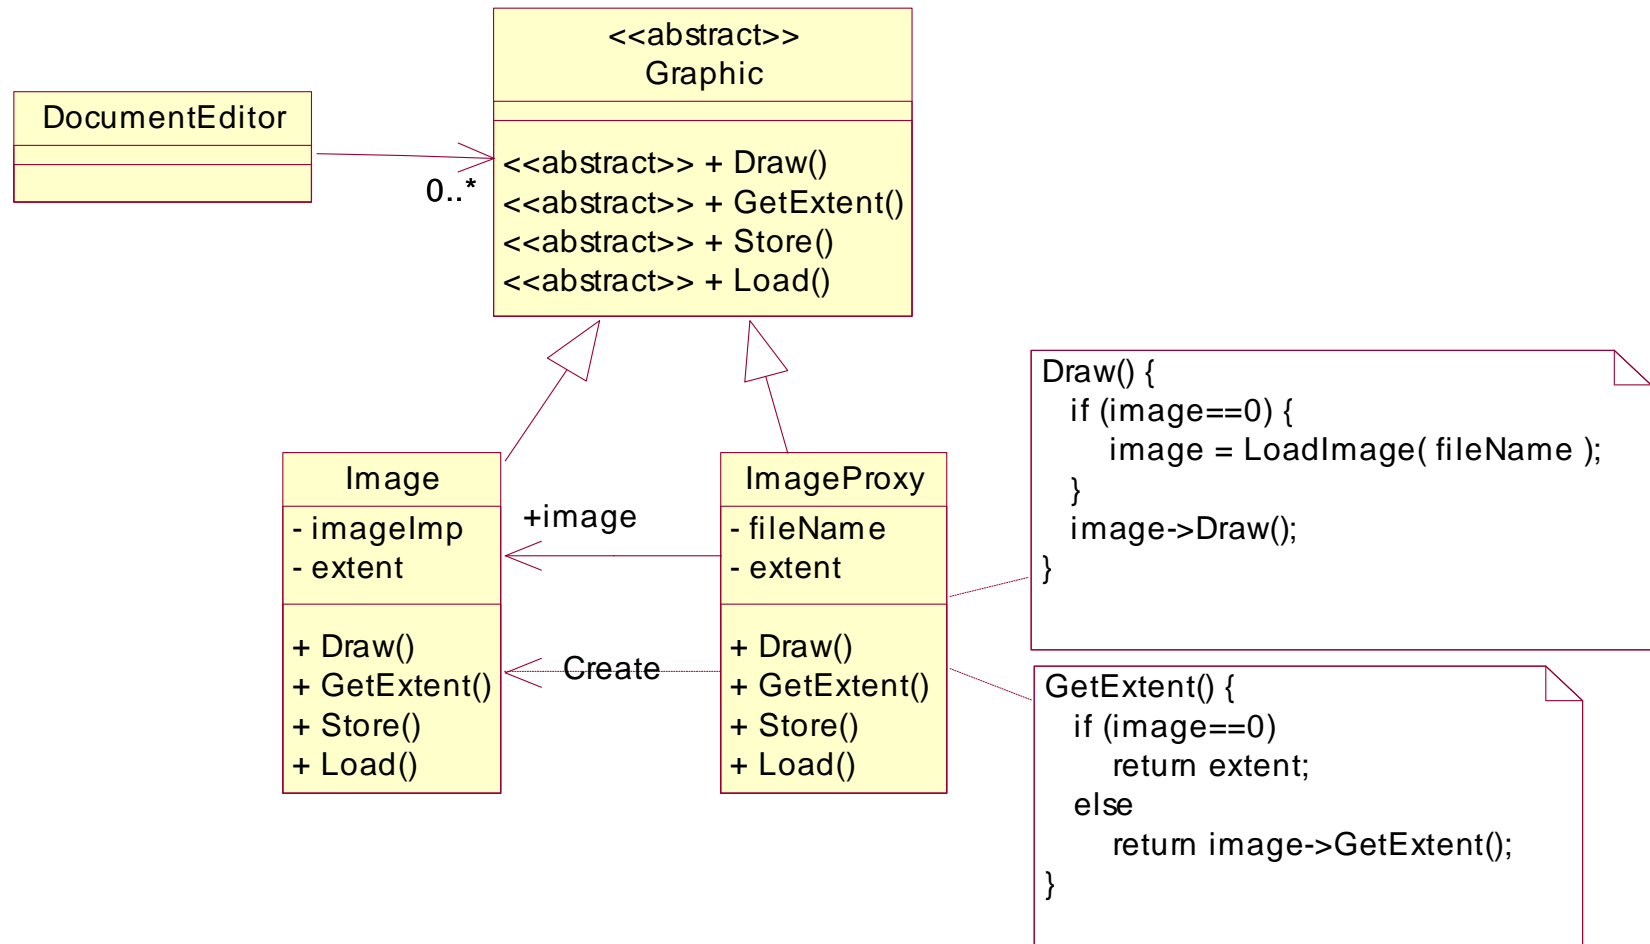 <<abstract>>
Graphic
<<abstract>> + Draw()
<<abstract>> + GetExtent()
<<abstract>> + Store()
<<abstract>> + Load()
DocumentEditor
0..*
Image
- imageImp
- extent
+ Draw()
+ GetExtent()
+ Store()
+ Load()
+image
Create
ImageProxy
- fileName
- extent
+ Draw()
+ GetExtent()
+ Store()
+ Load()
Draw() {
if (image==0) {
image = LoadImage( fileName );
}
image->Draw();
}
GetExtent() {
if (image==0)
return extent;
else
return image->GetExtent();
}